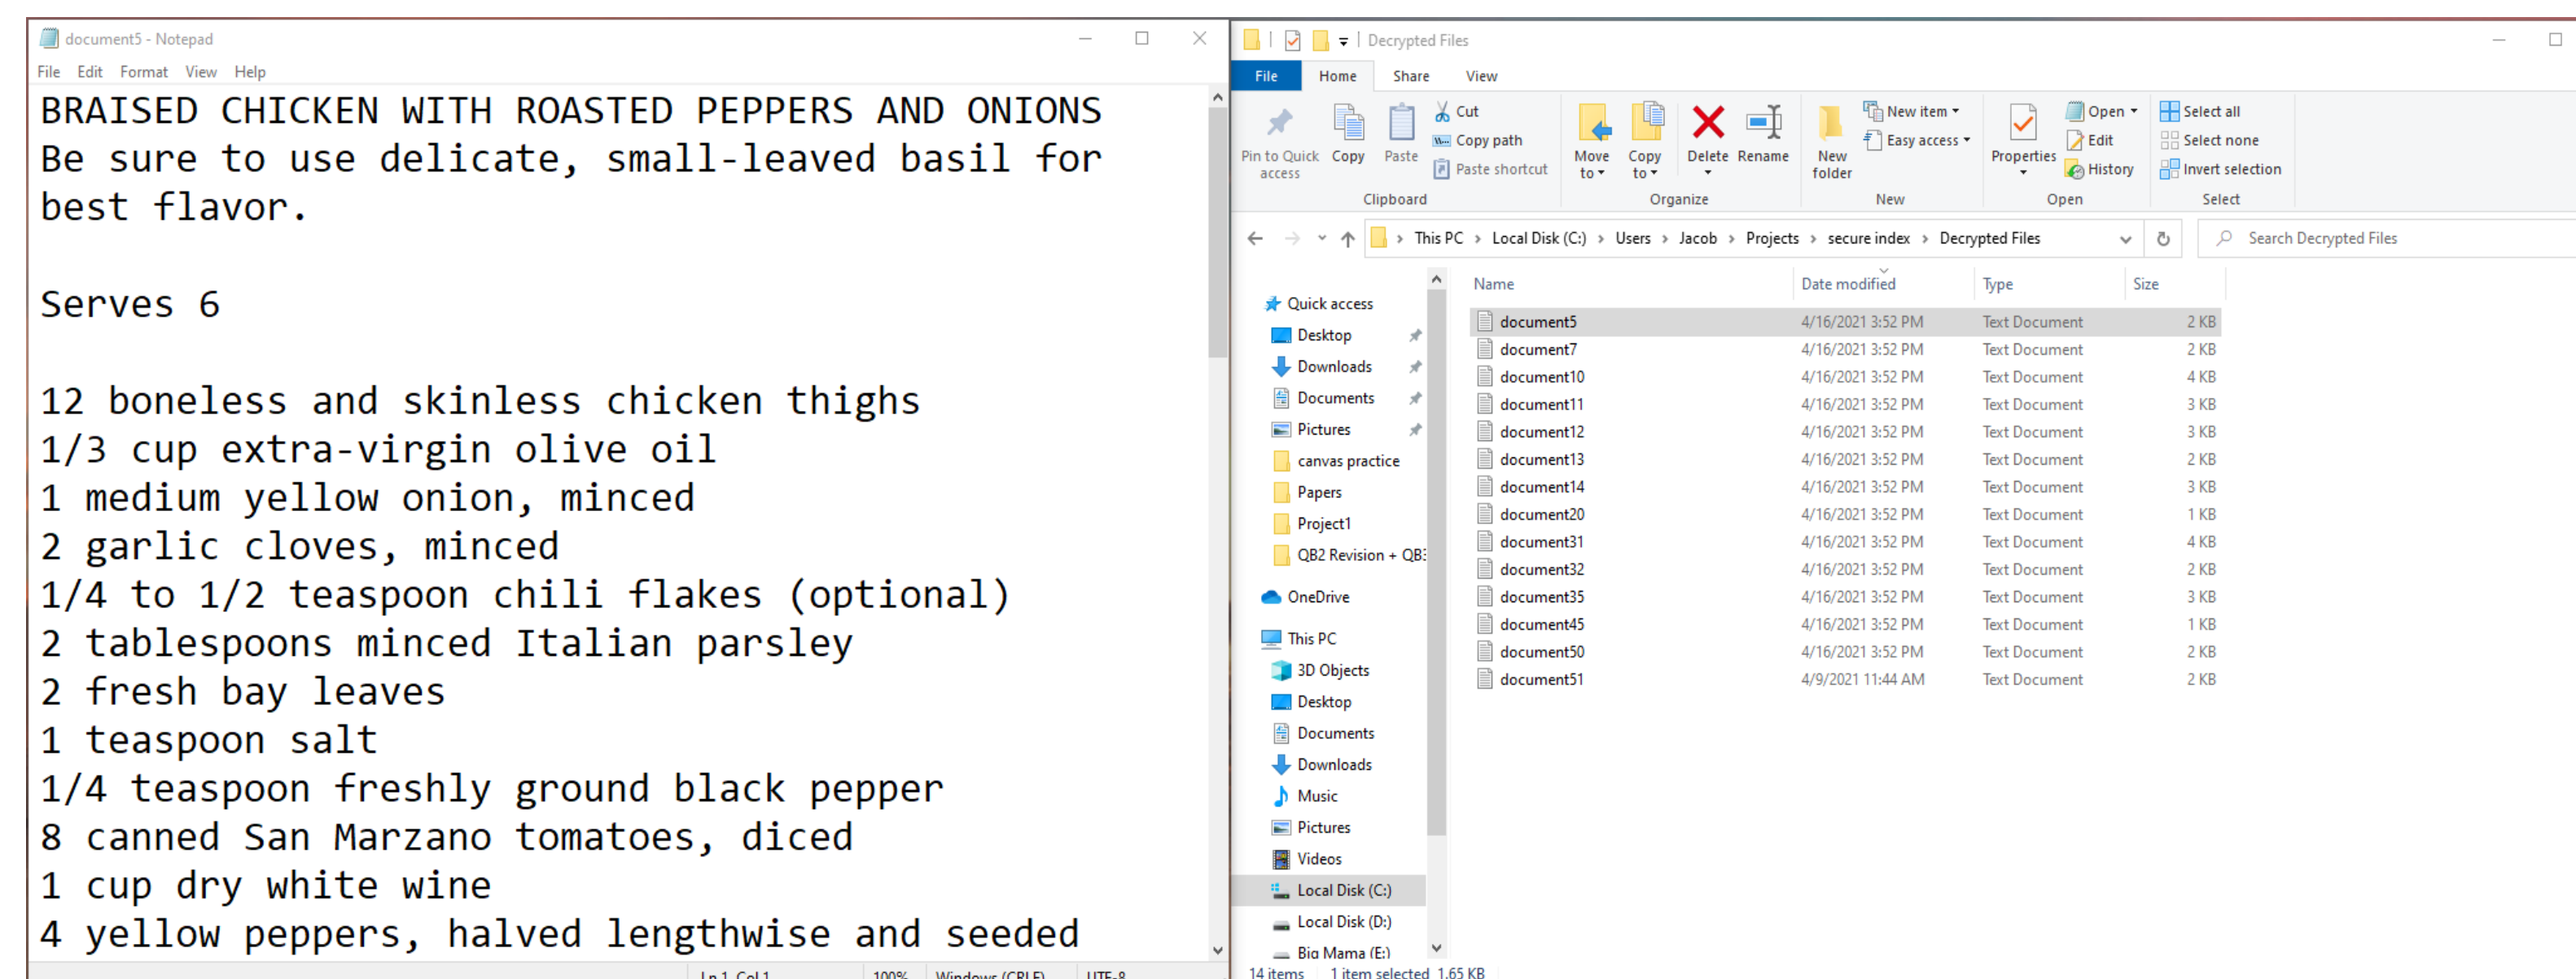 document5 - Notepad
File Edit Format View Help
BRAISED CHICKEN WITH ROASTED PEPPERS AND ONIONS
Be sure to use delicate, small-leaved basil for
best flavor.
Serves 6
12 boneless and skinless chicken thighs
1/3 cup extra-virgin olive oil
1 medium yellow onion, minced
2 garlic cloves, minced
1/4 to 1/2 teaspoon chili flakes (optional)
2 tablespoons minced Italian parsley
2 fresh bay leaves
1 teaspoon salt
1/4 teaspoon freshly ground black pepper
8 canned San Marzano tomatoes, diced
1 cup dry white wine
4 yellow peppers, halved lengthwise and seeded
Ln 1, Col 1 100% Windows (CRLF) UTF-8
Decrypted Files
File Home Share View
Pin to Quick access
Copy
Paste
Cut
Copy path
Paste shortcut
Clipboard
Move to
Copy to
Delete
Rename
Organize
New folder
New item
Easy access
New
Properties
Open
Edit
History
Open
Select all
Select none
Invert selection
Select
This PC > Local Disk (C:) > Users > Jacob > Projects > secure index > Decrypted Files
Search Decrypted Files
Quick access
Desktop
Downloads
Documents
Pictures
canvas practice
Papers
Project1
QB2 Revision + QB3
OneDrive
This PC
3D Objects
Desktop
Documents
Downloads
Music
Pictures
Videos
Local Disk (C:)
Local Disk (D:)
Big Mama (E:)
Name Date modified Type Size
document5 4/16/2021 3:52 PM Text Document 2 KB
document7 4/16/2021 3:52 PM Text Document 2 KB
document10 4/16/2021 3:52 PM Text Document 4 KB
document11 4/16/2021 3:52 PM Text Document 3 KB
document12 4/16/2021 3:52 PM Text Document 3 KB
document13 4/16/2021 3:52 PM Text Document 2 KB
document14 4/16/2021 3:52 PM Text Document 3 KB
document20 4/16/2021 3:52 PM Text Document 1 KB
document31 4/16/2021 3:52 PM Text Document 4 KB
document32 4/16/2021 3:52 PM Text Document 2 KB
document35 4/16/2021 3:52 PM Text Document 3 KB
document45 4/16/2021 3:52 PM Text Document 1 KB
document50 4/16/2021 3:52 PM Text Document 2 KB
document51 4/9/2021 11:44 AM Text Document 2 KB
14 items 1 item selected 1.65 KB